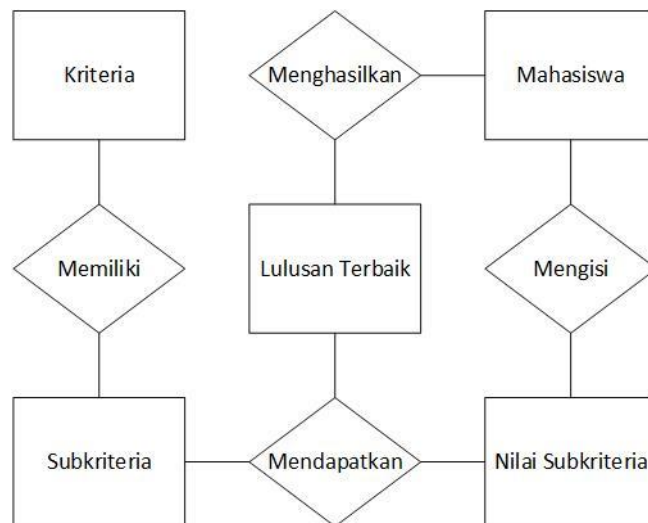 Kriteria
Menghasilkan
Mahasiswa
Memiliki
Lulusan Terbaik
Mengisi
Subkriteria
Mendapatkan
Nilai Subkriteria